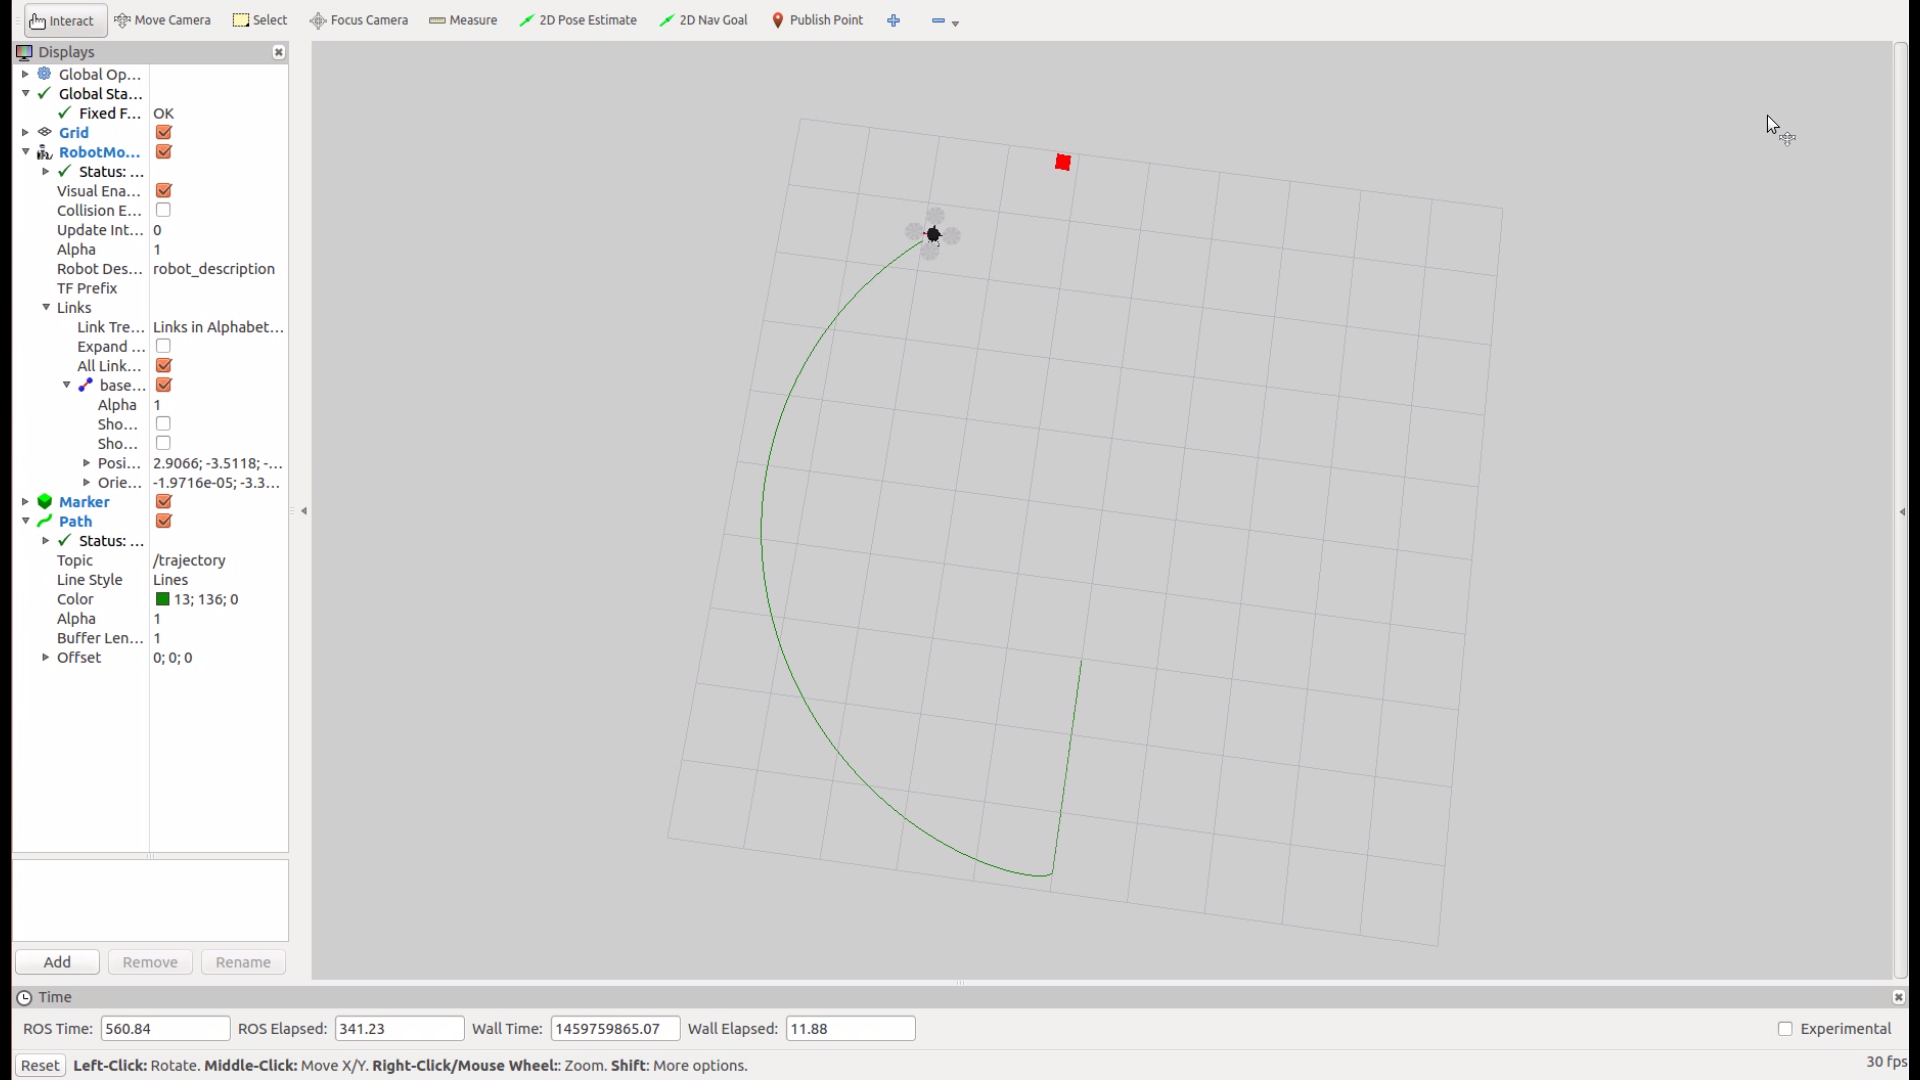 Interact Move Camera Select Focus Camera Measure 2D Pose Estimate 2D Nav Goal Publish Point
Displays
Global Op...
Global Sta...
Fixed F... OK
Grid
RobotMo...
Status: ...
Visual Ena...
Collision E...
Update Int... 0
Alpha 1
Robot Des... robot_description
TF Prefix
Links
Link Tre... Links in Alphabet...
Expand ...
All Link...
base...
Alpha 1
Sho...
Sho...
Posi... 2.9066; -3.5118; -...
Orie... -1.9716e-05; -3.3...
Marker
Path
Status: ...
Topic /trajectory
Line Style Lines
Color 13; 136; 0
Alpha 1
Buffer Len... 1
Offset 0; 0; 0
Add Remove Rename
Time
ROS Time: 560.84 ROS Elapsed: 341.23 Wall Time: 1459759865.07 Wall Elapsed: 11.88 Experimental
Reset Left-Click: Rotate. Middle-Click: Move X/Y. Right-Click/Mouse Wheel:: Zoom. Shift: More options. 30 fps